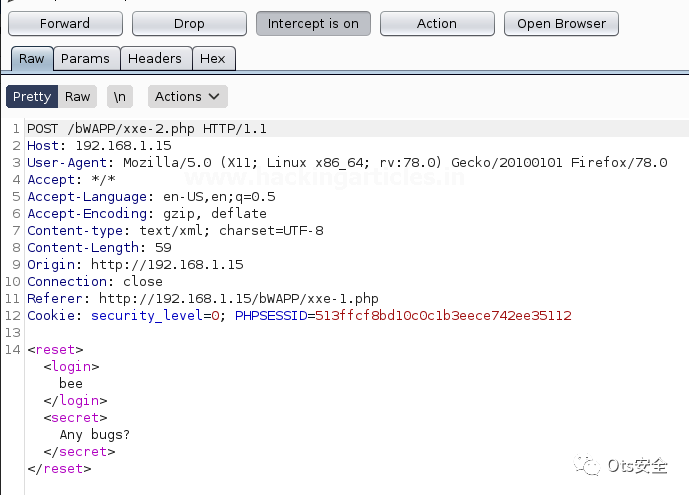 Forward Drop Intercept is on Action Open Browser
Raw Params Headers Hex
Pretty Raw \n Actions
1 POST /bWAPP/xxe-2.php HTTP/1.1
2 Host: 192.168.1.15
3 User-Agent: Mozilla/5.0 (X11; Linux x86_64; rv:78.0) Gecko/20100101 Firefox/78.0
4 Accept: */*
www.hackingarticles.in
5 Accept-Language: en-US,en;q=0.5
6 Accept-Encoding: gzip, deflate
7 Content-type: text/xml; charset=UTF-8
8 Content-Length: 59
9 Origin: http://192.168.1.15
10 Connection: close
11 Referer: http://192.168.1.15/bWAPP/xxe-1.php
12 Cookie: security_level=0; PHPSESSID=513ffcf8bd10c0c1b3eece742ee35112
13
14 <reset>
<login>
bee
</login>
<secret>
Any bugs?
</secret>
</reset>
Ots安全